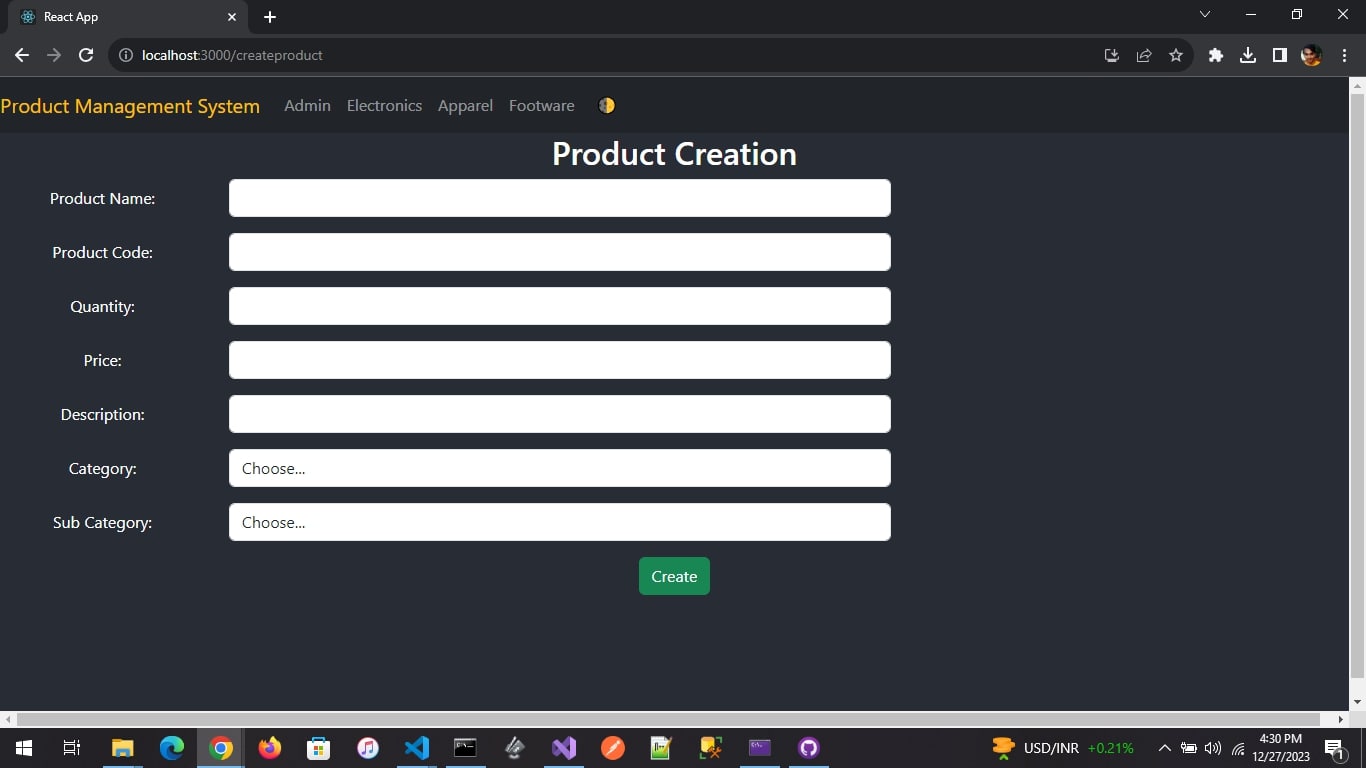 React App
localhost:3000/createproduct
Product Management System Admin Electronics Apparel Footware
Product Creation
Product Name:
Product Code:
Quantity:
Price:
Description:
Category: Choose...
Sub Category: Choose...
Create
USD/INR +0.21%
4:30 PM
12/27/2023
1